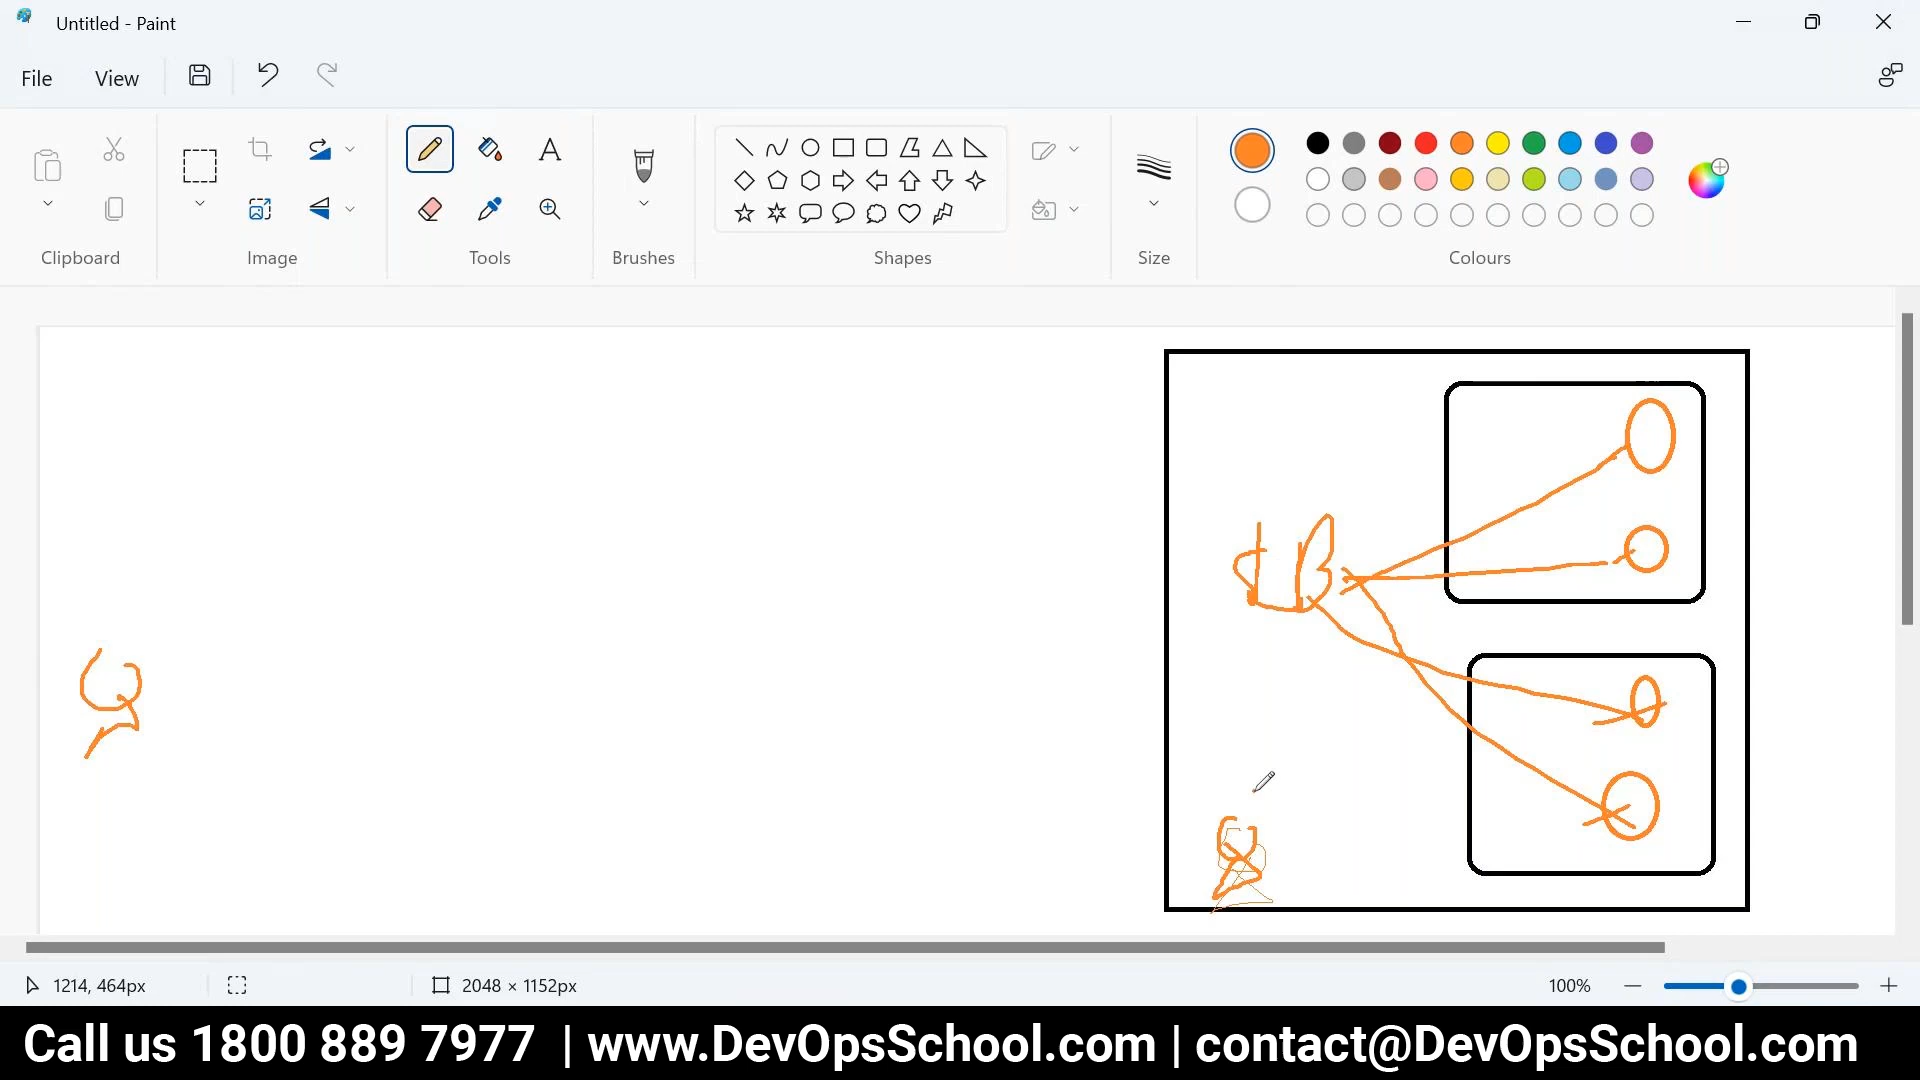 Untitled - Paint
File View
Clipboard Image Tools Brushes Shapes Size Colours
1214, 464px 2048 × 1152px 100%
Call us 1800 889 7977 | www.DevOpsSchool.com | contact@DevOpsSchool.com